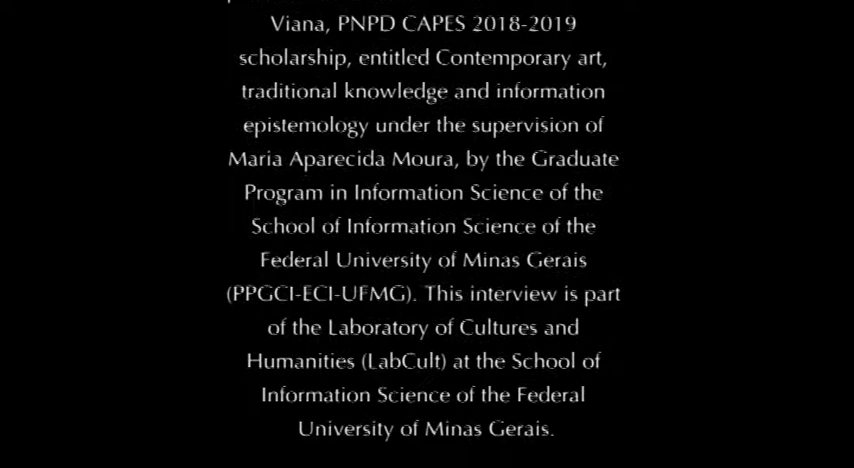 Viana, PNPD CAPES 2018-2019
scholarship, entitled Contemporary art,
traditional knowledge and information
epistemology under the supervision of
Maria Aparecida Moura, by the Graduate
Program in Information Science of the
School of Information Science of the
Federal University of Minas Gerais
(PPGCI-ECI-UFMG). This interview is part
of the Laboratory of Cultures and
Humanities (LabCult) at the School of
Information Science of the Federal
University of Minas Gerais.